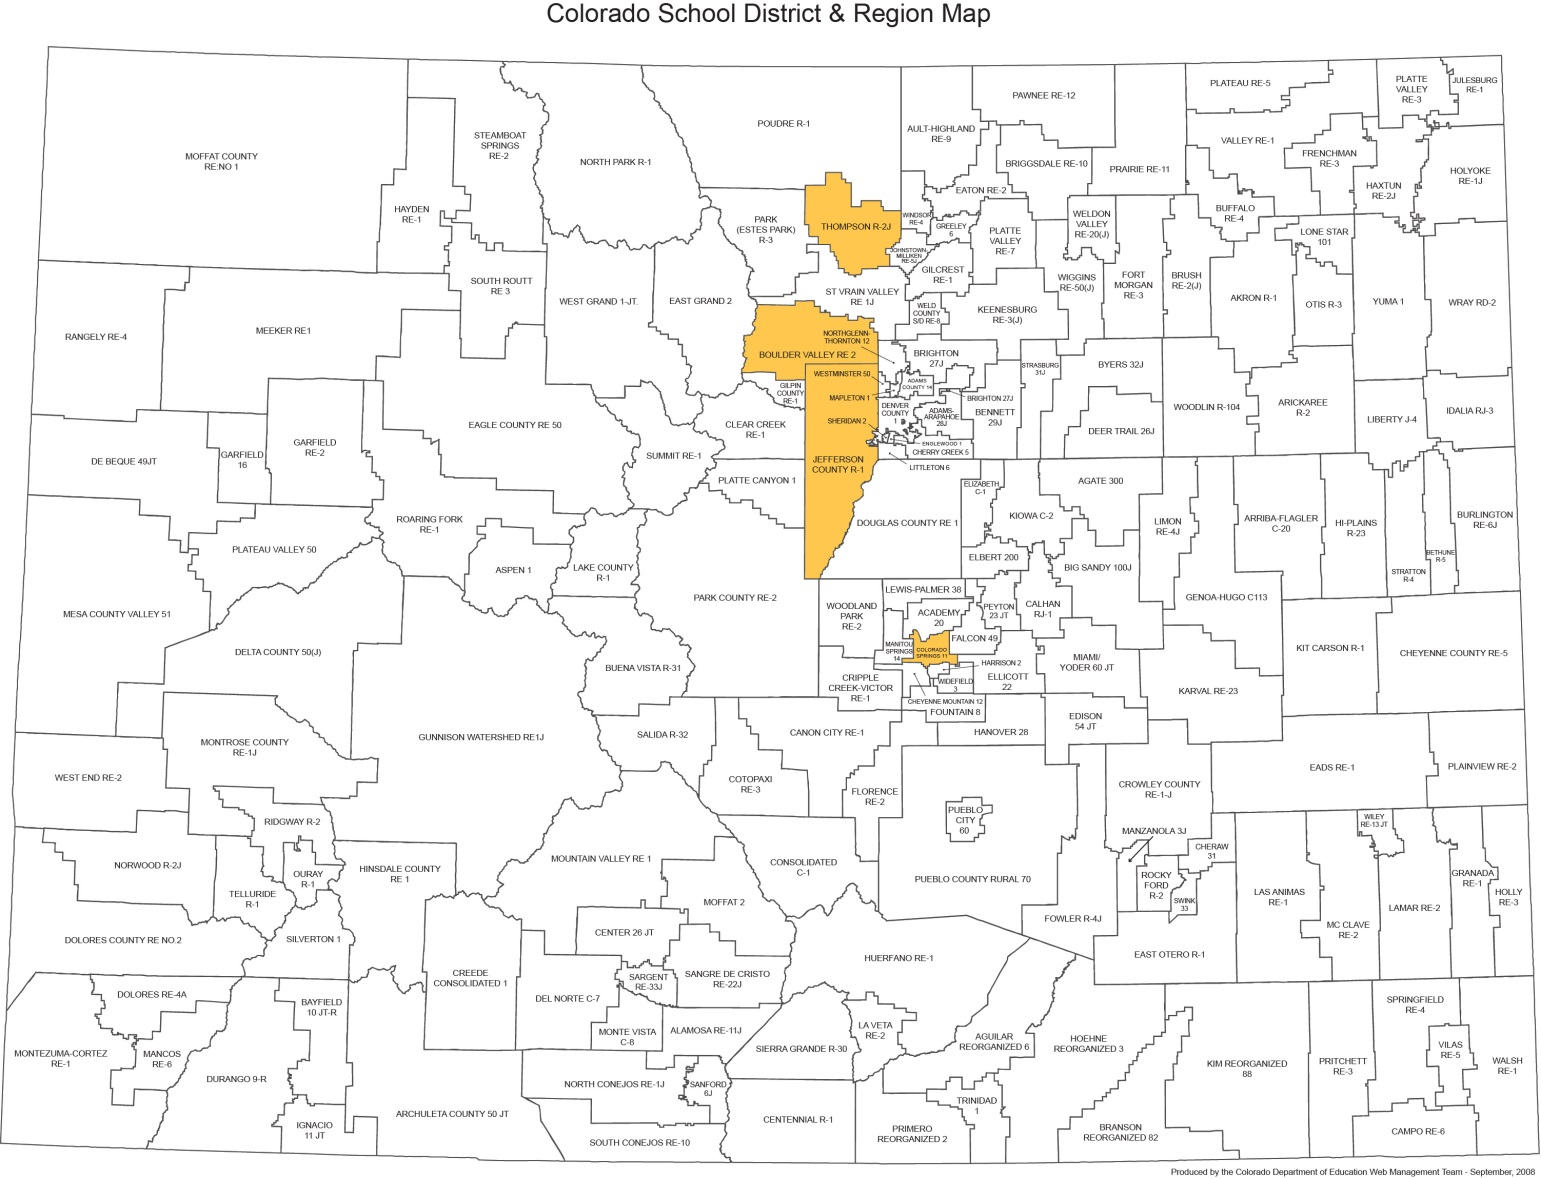 Colorado School District & Region Map
MOFFAT COUNTY
RE:NO 1
HAYDEN
RE-1
STEAMBOAT
SPRINGS
RE-2
NORTH PARK R-1
POUDRE R-1
AULT-HIGHLAND
RE-9
PAWNEE RE-12
BRIGGSDALE RE-10
PRAIRIE RE-11
PLATEAU RE-5
VALLEY RE-1
FRENCHMAN
RE-3
PLATTE
VALLEY
RE-3
JULESBURG
RE-1
HAXTUN
RE-2J
HOLYOKE
RE-1J
EATON RE-2
BUFFALO
RE-4
LONE STAR
101
PARK
(ESTES PARK)
R-3
THOMPSON R-2J
WINDSOR
RE-4
GREELEY
6
PLATTE
VALLEY
RE-7
WELDON
VALLEY
RE-20(J)
JOHNSTOWN-
MILLIKEN
RE-5J
GILCREST
RE-1
SOUTH ROUTT
RE 3
WEST GRAND 1-JT.
EAST GRAND 2
ST VRAIN VALLEY
RE 1J
WELD
COUNTY
S/D RE-8
KEENESBURG
RE-3(J)
WIGGINS
RE-50(J)
FORT
MORGAN
RE-3
BRUSH
RE-2(J)
AKRON R-1
OTIS R-3
YUMA 1
WRAY RD-2
RANGELY RE-4
MEEKER RE1
NORTHGLENN-
THORNTON 12
BOULDER VALLEY RE 2
BRIGHTON
27J
STRASBURG
31J
BYERS 32J
WESTMINSTER 50
ADAMS
COUNTY 14
GILPIN
COUNTY
RE-1
MAPLETON 1
BRIGHTON 27J
DENVER
COUNTY
1
ADAMS-
ARAPAHOE
28J
BENNETT
29J
DEER TRAIL 26J
WOODLIN R-104
ARICKAREE
R-2
LIBERTY J-4
IDALIA RJ-3
EAGLE COUNTY RE 50
CLEAR CREEK
RE-1
SHERIDAN 2
ENGLEWOOD 1
CHERRY CREEK 5
LITTLETON 6
DE BEQUE 49JT
GARFIELD
16
GARFIELD
RE-2
SUMMIT RE-1
JEFFERSON
COUNTY R-1
PLATTE CANYON 1
ELIZABETH
C-1
AGATE 300
KIOWA C-2
DOUGLAS COUNTY RE 1
LIMON
RE-4J
ARRIBA-FLAGLER
C-20
HI-PLAINS
R-23
STRATTON
R-4
BETHUNE
R-5
BURLINGTON
RE-6J
ROARING FORK
RE-1
PLATEAU VALLEY 50
ASPEN 1
LAKE COUNTY
R-1
ELBERT 200
BIG SANDY 100J
MESA COUNTY VALLEY 51
PARK COUNTY RE-2
WOODLAND
PARK
RE-2
LEWIS-PALMER 38
ACADEMY
20
PEYTON
23 JT
CALHAN
RJ-1
GENOA-HUGO C113
MANITOU
SPRINGS
14
COLORADO
SPRINGS 11
FALCON 49
DELTA COUNTY 50(J)
BUENA VISTA R-31
HARRISON 2
ELLICOTT
22
MIAMI/
YODER 60 JT
KIT CARSON R-1
CHEYENNE COUNTY RE-5
CRIPPLE
CREEK-VICTOR
RE-1
WIDEFIELD
3
CHEYENNE MOUNTAIN 12
FOUNTAIN 8
KARVAL RE-23
MONTROSE COUNTY
RE-1J
GUNNISON WATERSHED RE1J
SALIDA R-32
CANON CITY RE-1
HANOVER 28
EDISON
54 JT
WEST END RE-2
COTOPAXI
RE-3
FLORENCE
RE-2
EADS RE-1
PLAINVIEW RE-2
CROWLEY COUNTY
RE-1-J
PUEBLO
CITY
60
RIDGWAY R-2
MANZANOLA 3J
WILEY
RE-13 JT
CHERAW
31
NORWOOD R-2J
OURAY
R-1
HINSDALE COUNTY
RE 1
MOUNTAIN VALLEY RE 1
CONSOLIDATED
C-1
PUEBLO COUNTY RURAL 70
ROCKY
FORD
R-2
SWINK
33
LAS ANIMAS
RE-1
MC CLAVE
RE-2
LAMAR RE-2
GRANADA
RE-1
HOLLY
RE-3
TELLURIDE
R-1
MOFFAT 2
FOWLER R-4J
DOLORES COUNTY RE NO.2
SILVERTON 1
CENTER 26 JT
HUERFANO RE-1
EAST OTERO R-1
CREEDE
CONSOLIDATED 1
SARGENT
RE-33J
SANGRE DE CRISTO
RE-22J
DEL NORTE C-7
DOLORES RE-4A
BAYFIELD
10 JT-R
MONTE VISTA
C-8
ALAMOSA RE-11J
LA VETA
RE-2
SPRINGFIELD
RE-4
MONTEZUMA-CORTEZ
RE-1
MANCOS
RE-6
DURANGO 9-R
SIERRA GRANDE R-30
AGUILAR
REORGANIZED 6
HOEHNE
REORGANIZED 3
KIM REORGANIZED
88
PRITCHETT
RE-3
VILAS
RE-5
WALSH
RE-1
NORTH CONEJOS RE-1J
SANFORD
6J
ARCHULETA COUNTY 50 JT
IGNACIO
11 JT
SOUTH CONEJOS RE-10
CENTENNIAL R-1
TRINIDAD
1
PRIMERO
REORGANIZED 2
BRANSON
REORGANIZED 82
CAMPO RE-6
Produced by the Colorado Department of Education Web Management Team - September, 2008